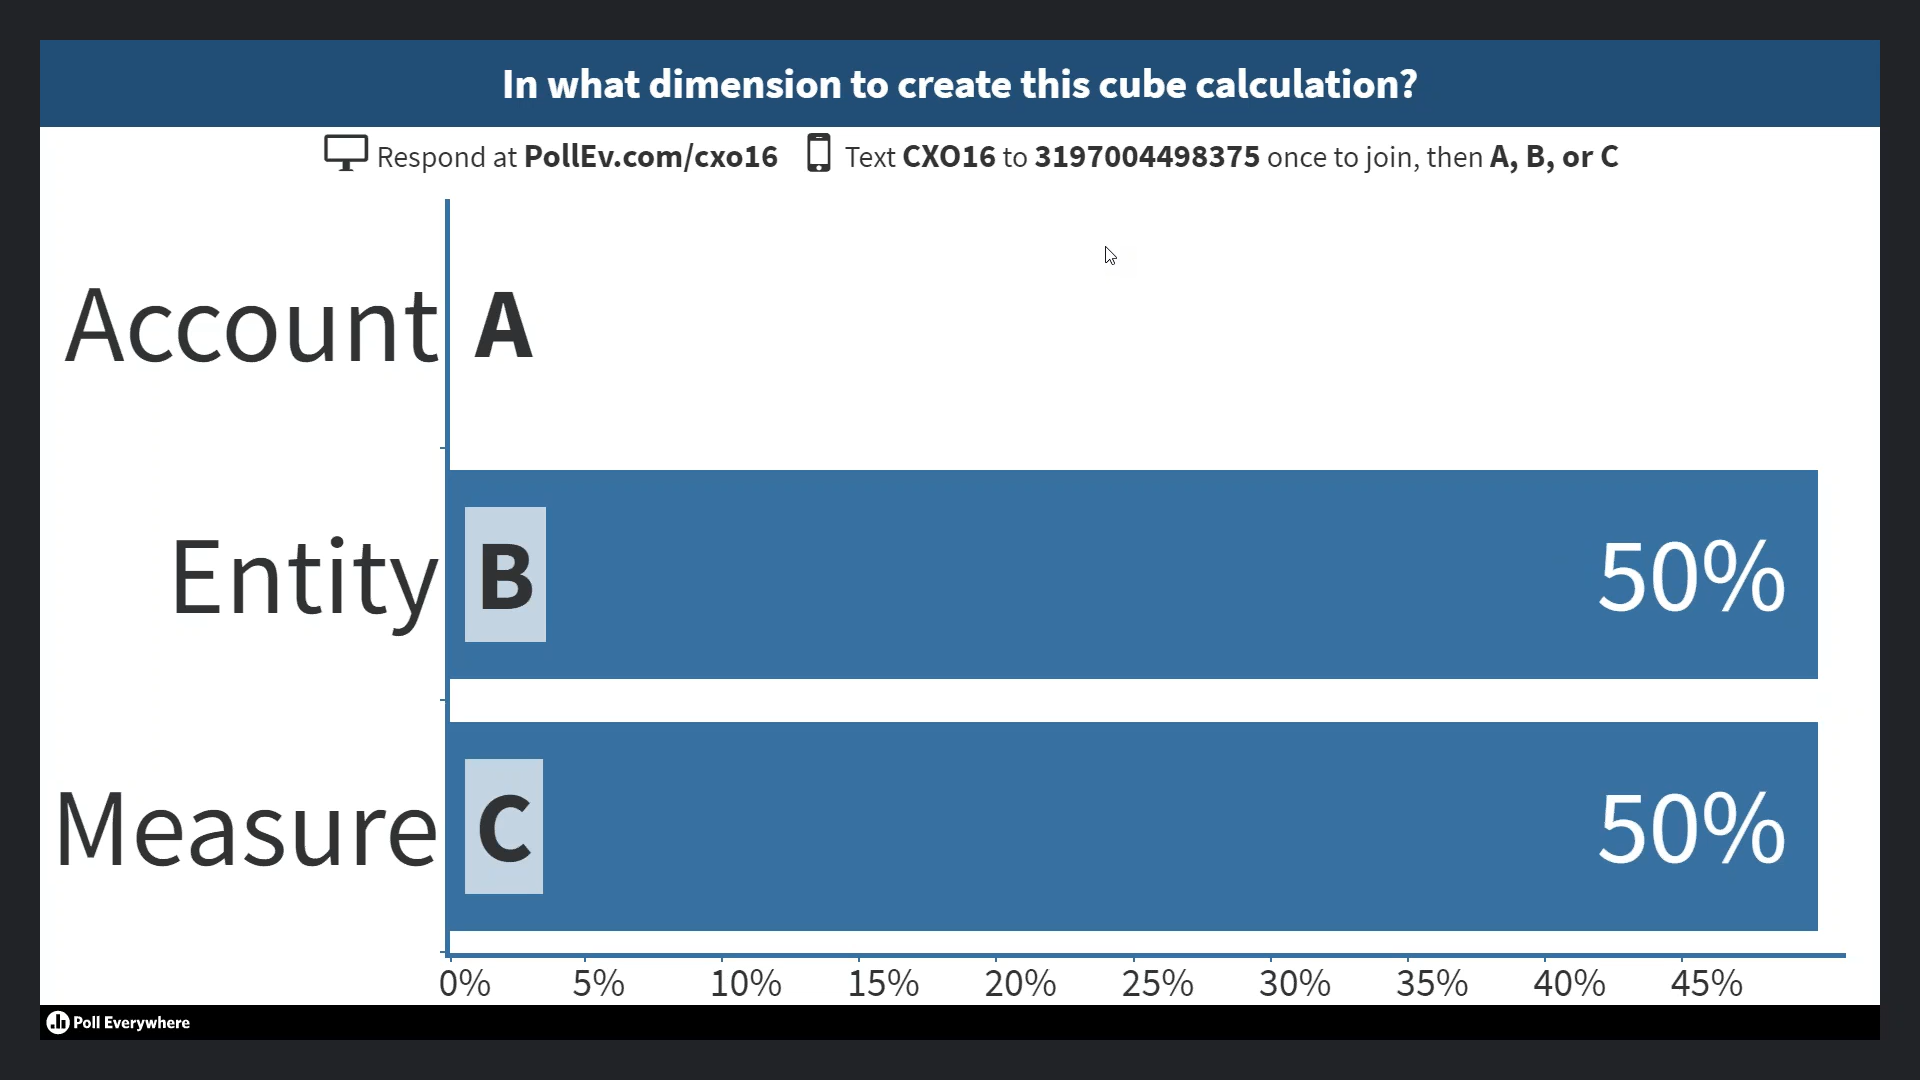 In what dimension to create this cube calculation?
Respond at PollEv.com/cxo16 Text CXO16 to 3197004498375 once to join, then A, B, or C
Account A
Entity B 50%
Measure C 50%
0% 5% 10% 15% 20% 25% 30% 35% 40% 45%
Poll Everywhere